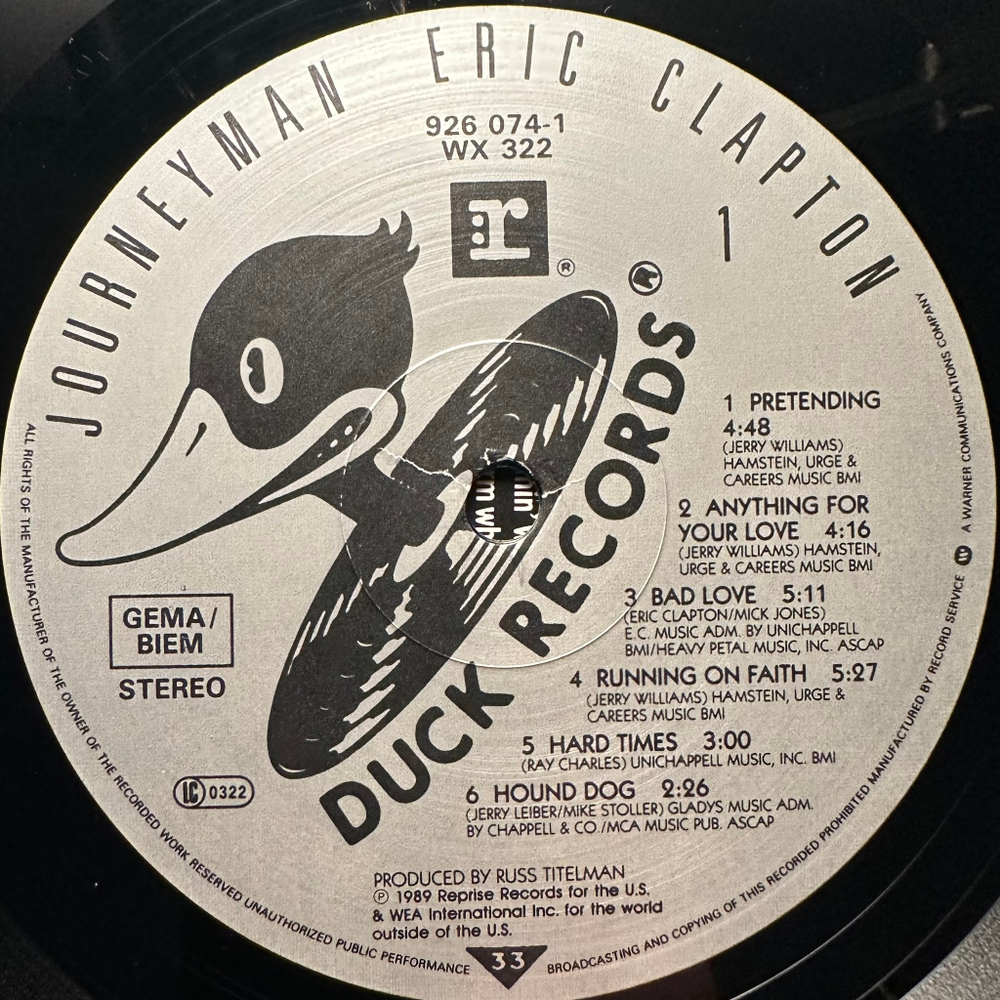 JOURNEYMAN ERIC CLAPTON
926 074-1
WX 322
r
®
1
DUCK RECORDS
1 PRETENDING
4:48
(JERRY WILLIAMS)
HAMSTEIN, URGE &
CAREERS MUSIC BMI
2 ANYTHING FOR
YOUR LOVE 4:16
(JERRY WILLIAMS) HAMSTEIN,
URGE & CAREERS MUSIC BMI
3 BAD LOVE 5:11
(ERIC CLAPTON/MICK JONES)
E.C. MUSIC ADM. BY UNICHAPPELL
BMI/HEAVY PETAL MUSIC, INC. ASCAP
4 RUNNING ON FAITH 5:27
(JERRY WILLIAMS) HAMSTEIN, URGE &
CAREERS MUSIC BMI
5 HARD TIMES 3:00
(RAY CHARLES) UNICHAPPELL MUSIC, INC. BMI
6 HOUND DOG 2:26
(JERRY LEIBER/MIKE STOLLER) GLADYS MUSIC ADM.
BY CHAPPELL & CO./MCA MUSIC PUB. ASCAP
GEMA/
BIEM
STEREO
LC 0322
PRODUCED BY RUSS TITELMAN
℗ 1989 Reprise Records for the U.S.
& WEA International Inc. for the world
outside of the U.S.
33
ALL RIGHTS OF THE MANUFACTURER OF THE OWNER OF THE RECORDED WORK RESERVED UNAUTHORIZED PUBLIC PERFORMANCE
BROADCASTING AND COPYING OF THIS RECORDED PROHIBITED MANUFACTURED BY RECORD SERVICE A WARNER COMMUNICATIONS COMPANY